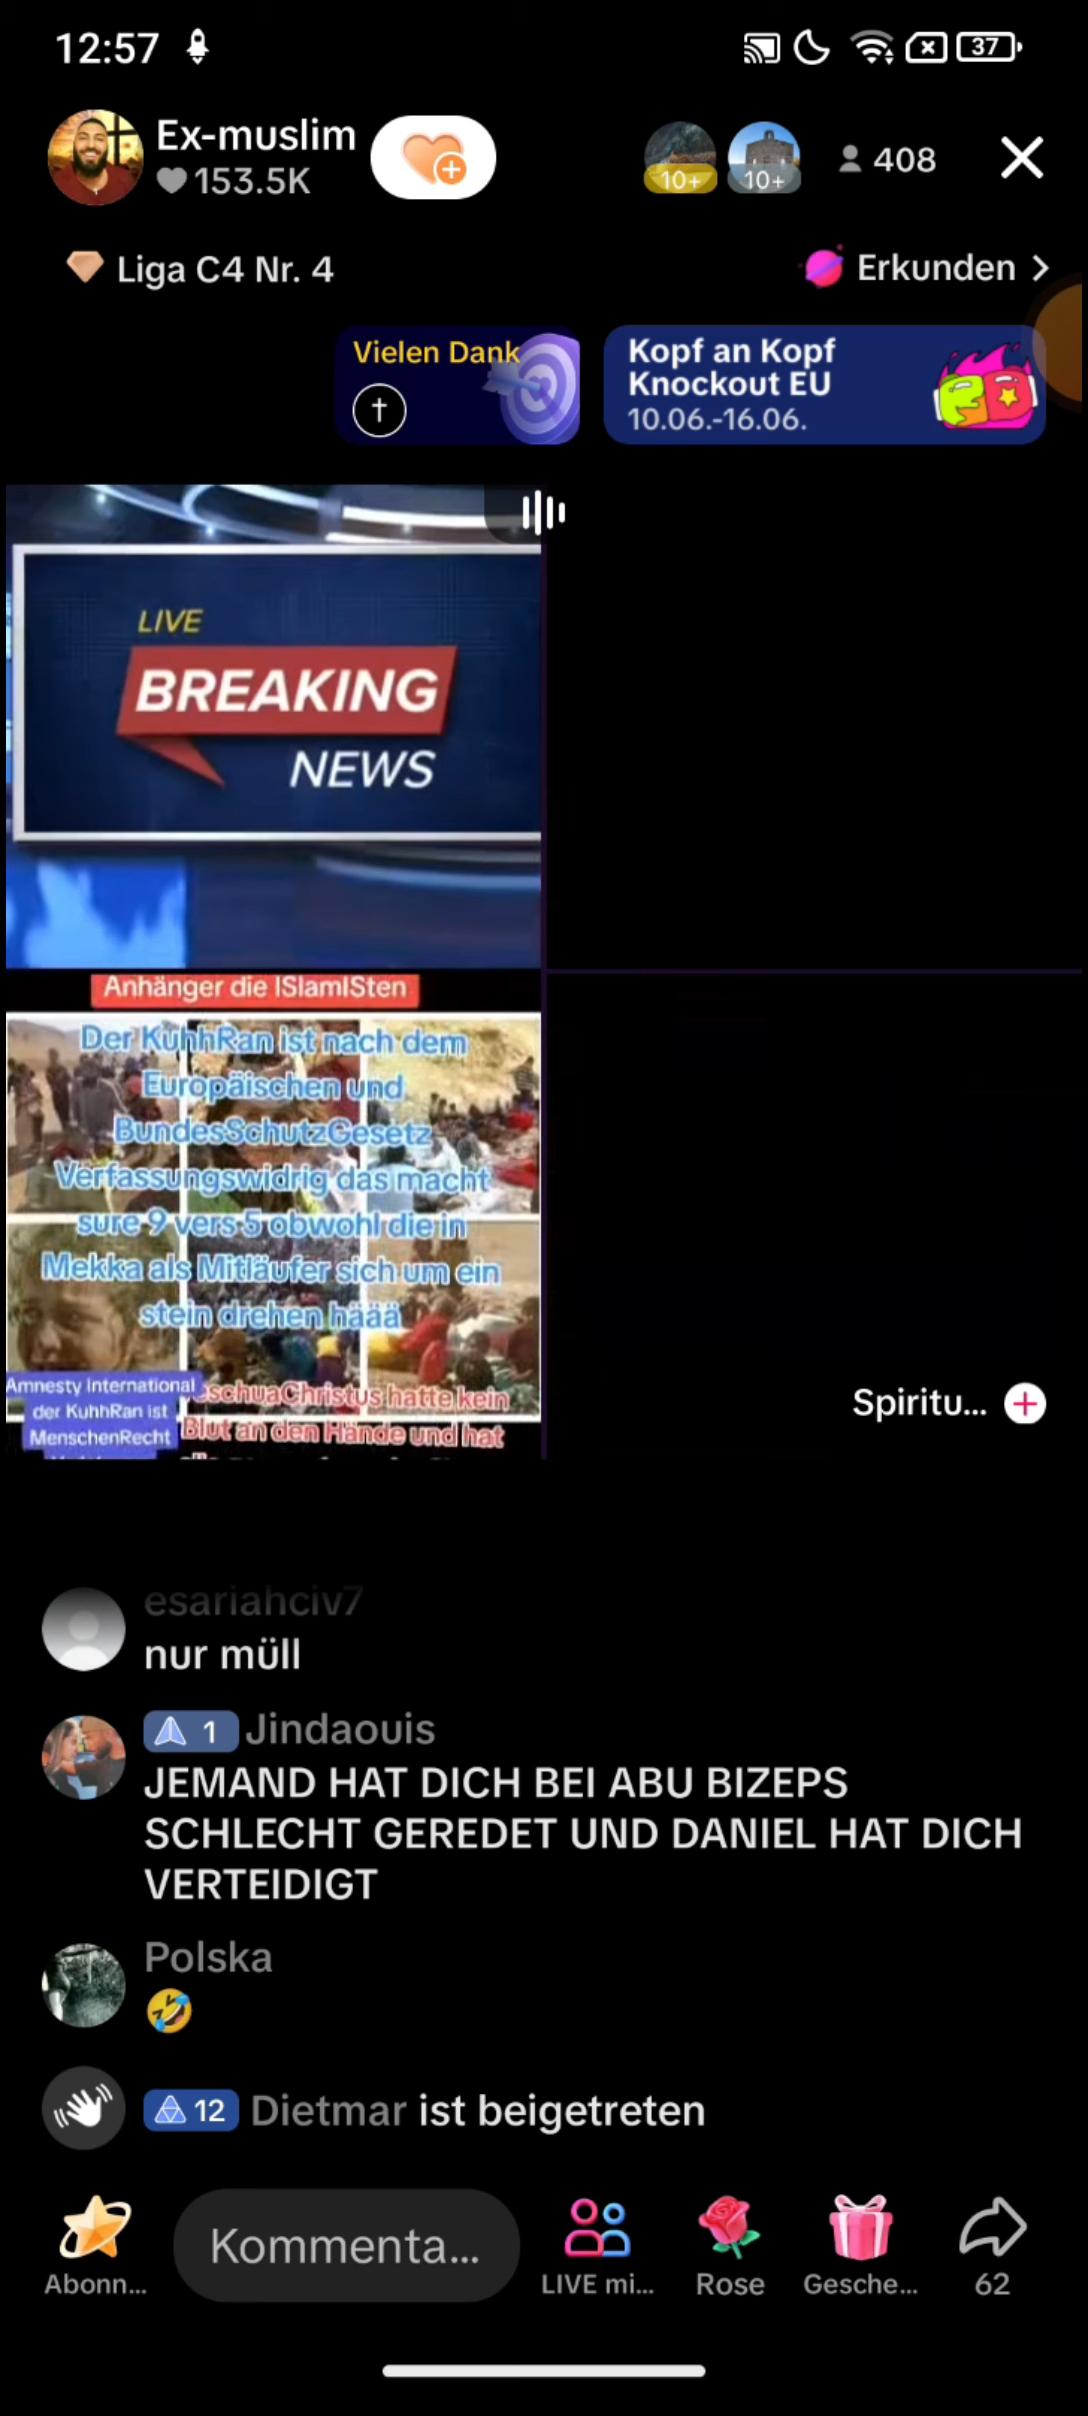 12:57
37
Ex-muslim
153.5K
10+
10+
408
Liga C4 Nr. 4
Erkunden >
Vielen Dank
Kopf an Kopf
Knockout EU
10.06.-16.06.
LIVE
BREAKING
NEWS
Anhänger die ISlamISten
Der KuhhRan ist nach dem
Europäischen und
BundesSchutzGesetz
Verfassungswidrig das macht
sure 9 vers 5 obwohl die in
Mekka als Mitläufer sich um ein
stein drehen häää
Amnesty International
der KuhhRan ist
MenschenRecht
schuaChristus hatte kein
Blut an den Hände und hat
Spiritu...
esariahciv7
nur müll
1 Jindaouis
JEMAND HAT DICH BEI ABU BIZEPS
SCHLECHT GEREDET UND DANIEL HAT DICH
VERTEIDIGT
Polska
🤣
12 Dietmar ist beigetreten
Kommenta...
Abonn...
LIVE mi...
Rose
Gesche...
62